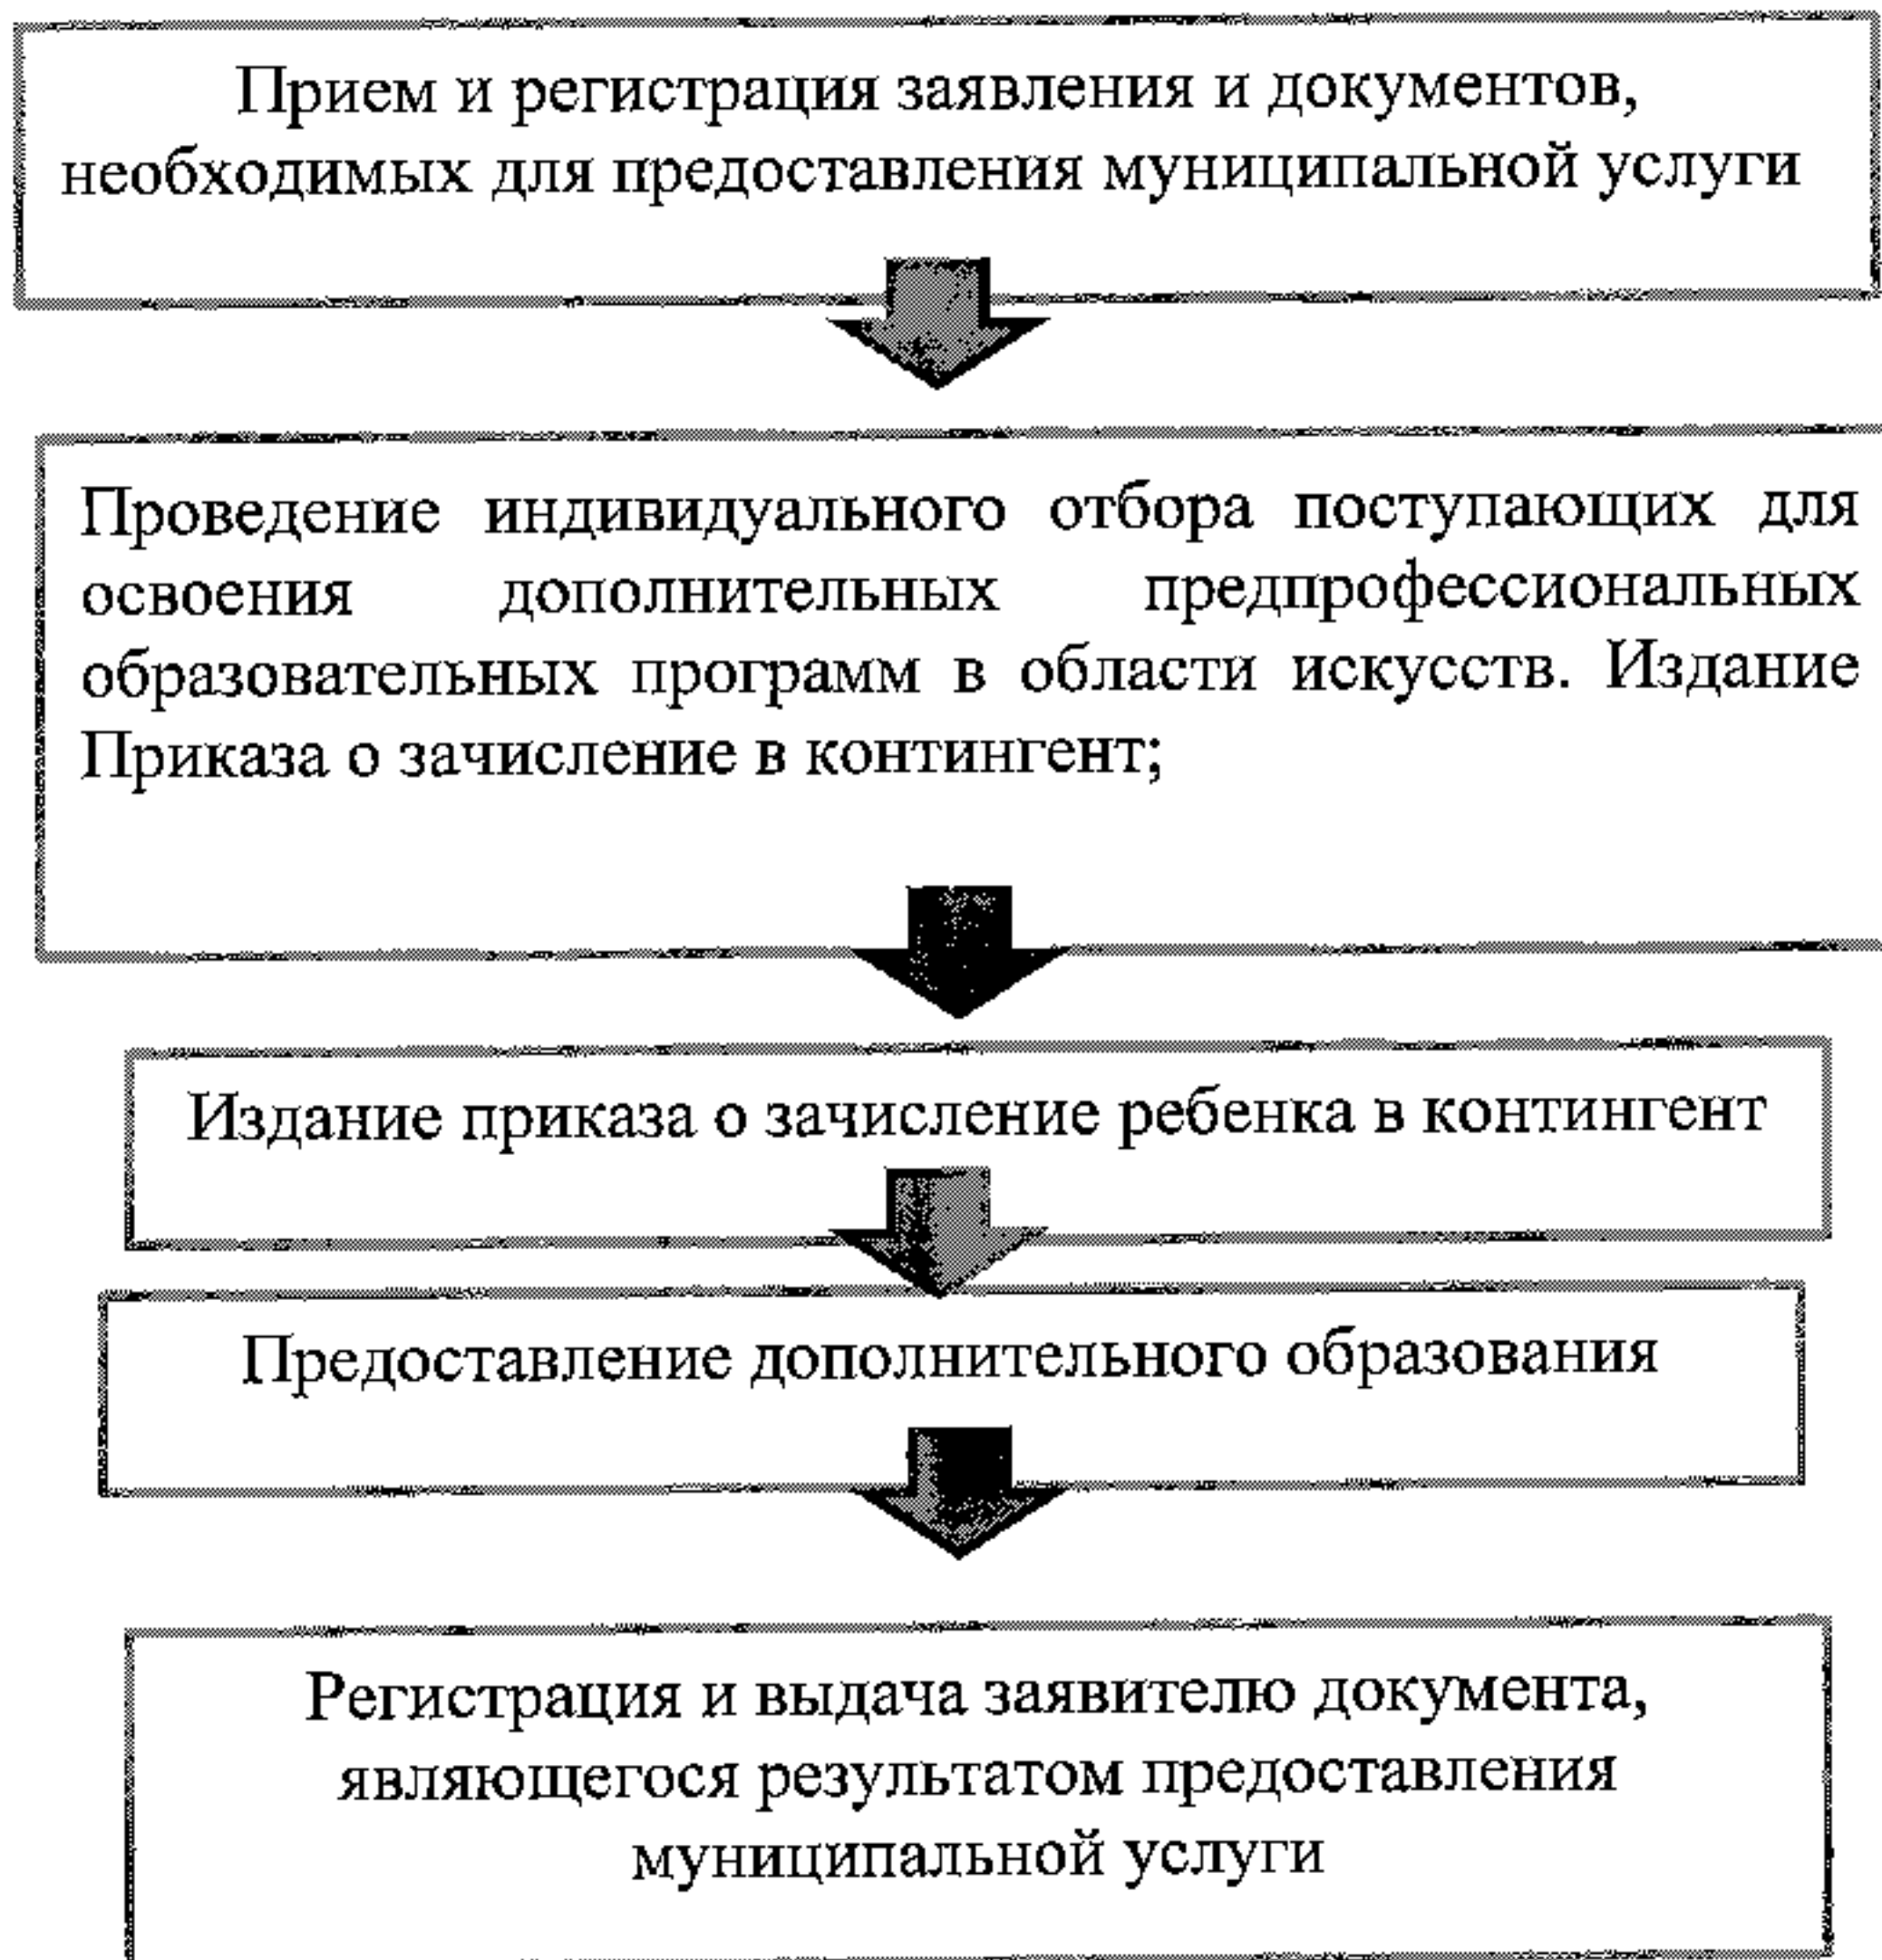 Прием и регистрация заявления и документов,
необходимых для предоставления муниципальной услуги
Проведение индивидуального отбора поступающих для
освоения дополнительных предпрофессиональных
образовательных программ в области искусств. Издание
Приказа о зачисление в контингент;
Издание приказа о зачисление ребенка в контингент
Предоставление дополнительного образования
Регистрация и выдача заявителю документа,
являющегося результатом предоставления
муниципальной услуги